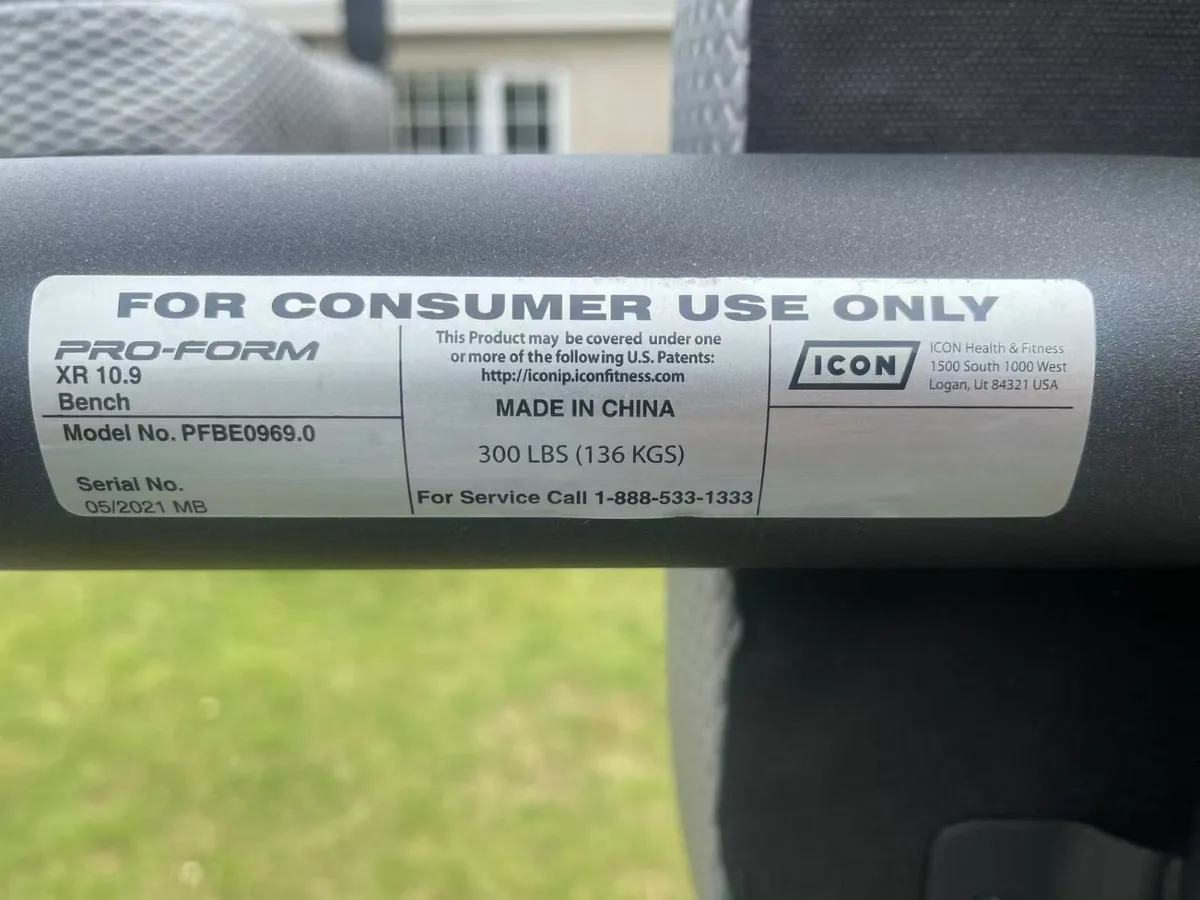 FOR CONSUMER USE ONLY
PRO-FORM
XR 10.9
Bench
Model No. PFBE0969.0
Serial No.
05/2021 MB
This Product may be covered under one
or more of the following U.S. Patents:
http://iconip.iconfitness.com
MADE IN CHINA
300 LBS (136 KGS)
For Service Call 1-888-533-1333
ICON
ICON Health & Fitness
1500 South 1000 West
Logan, Ut 84321 USA